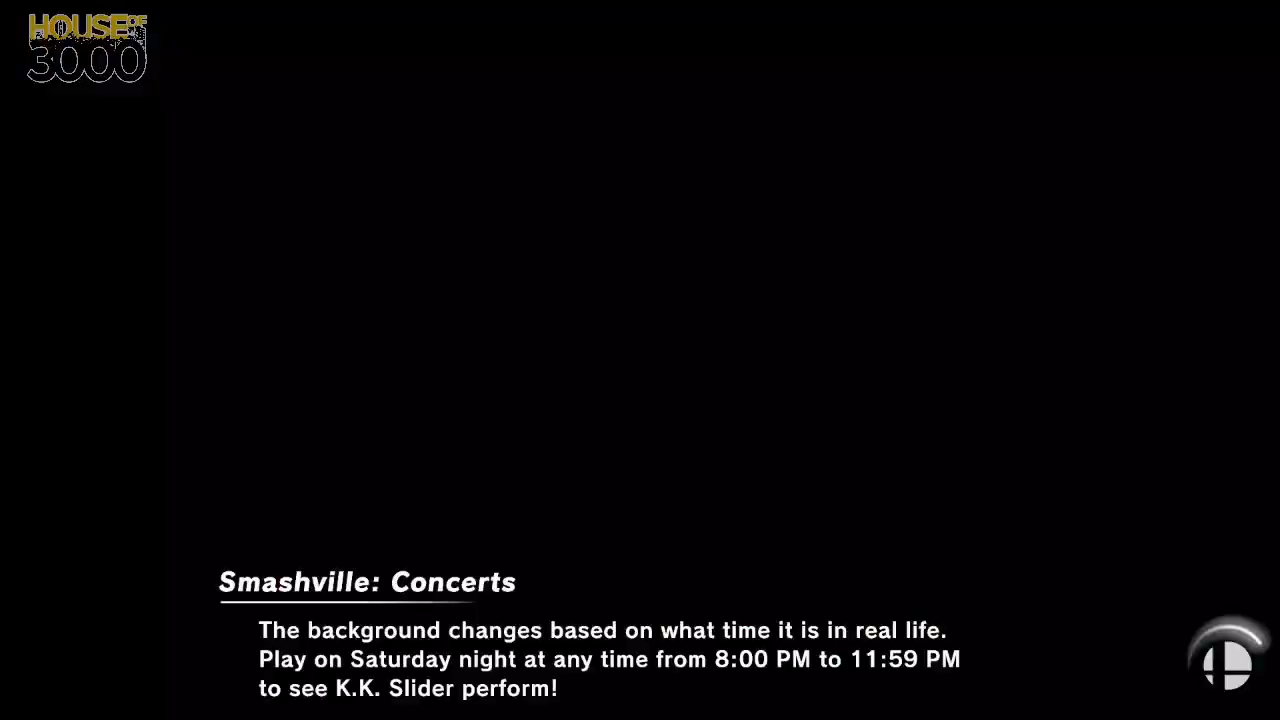 HOUSE OF
3000
Smashville: Concerts
The background changes based on what time it is in real life.
Play on Saturday night at any time from 8:00 PM to 11:59 PM
to see K.K. Slider perform!